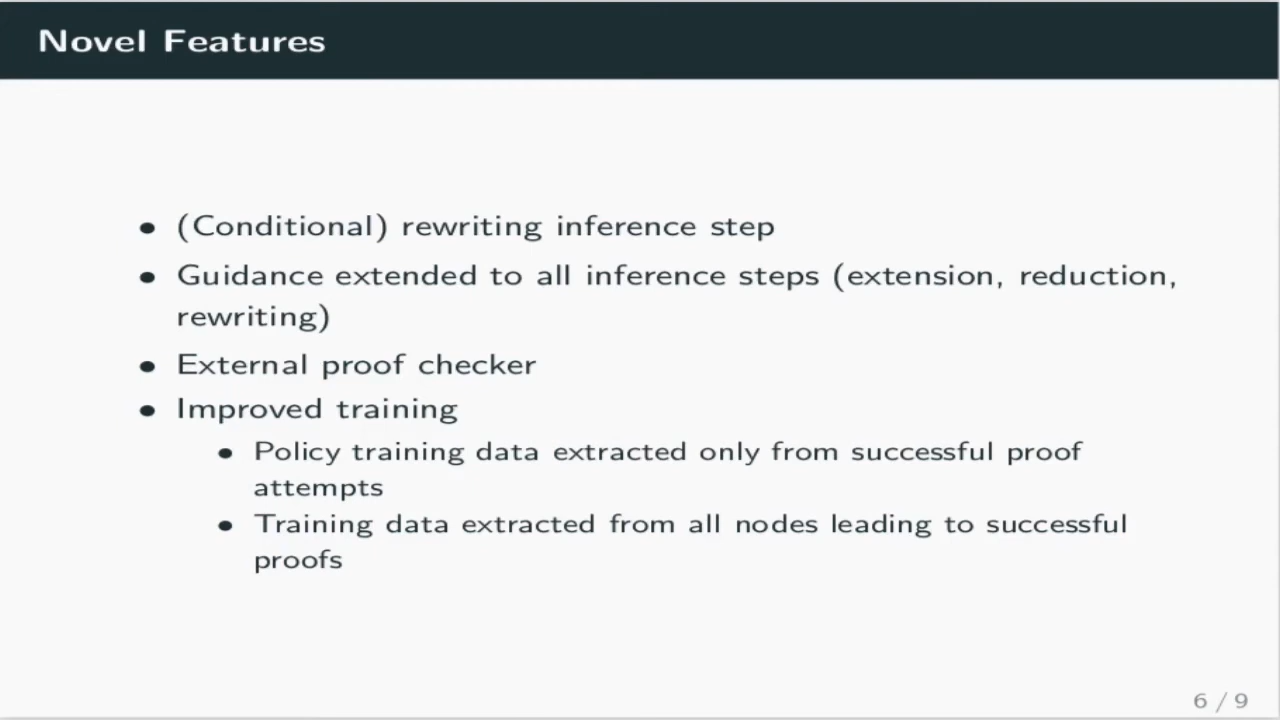 Novel Features
• (Conditional) rewriting inference step
• Guidance extended to all inference steps (extension, reduction,
rewriting)
• External proof checker
• Improved training
• Policy training data extracted only from successful proof
attempts
• Training data extracted from all nodes leading to successful
proofs
6 / 9